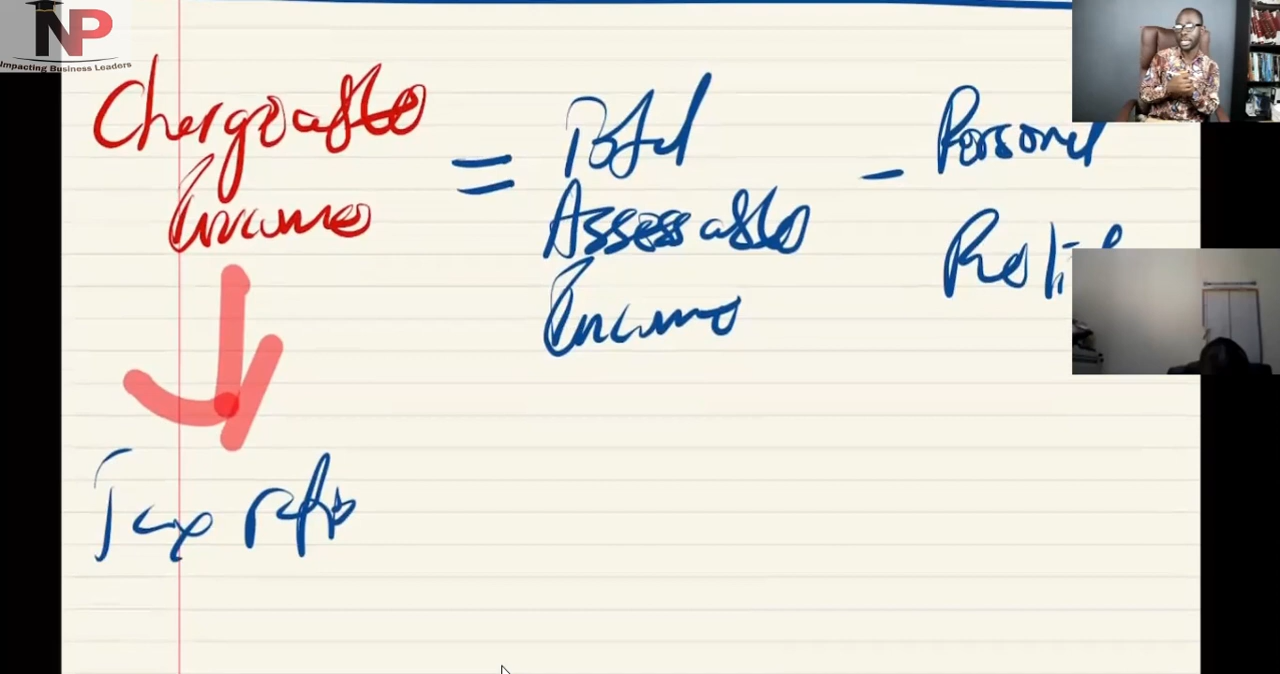 NP
Impacting Business Leaders
Chargeable
Income
=
Total
Assessable
Income
-
Personal
Tax rate